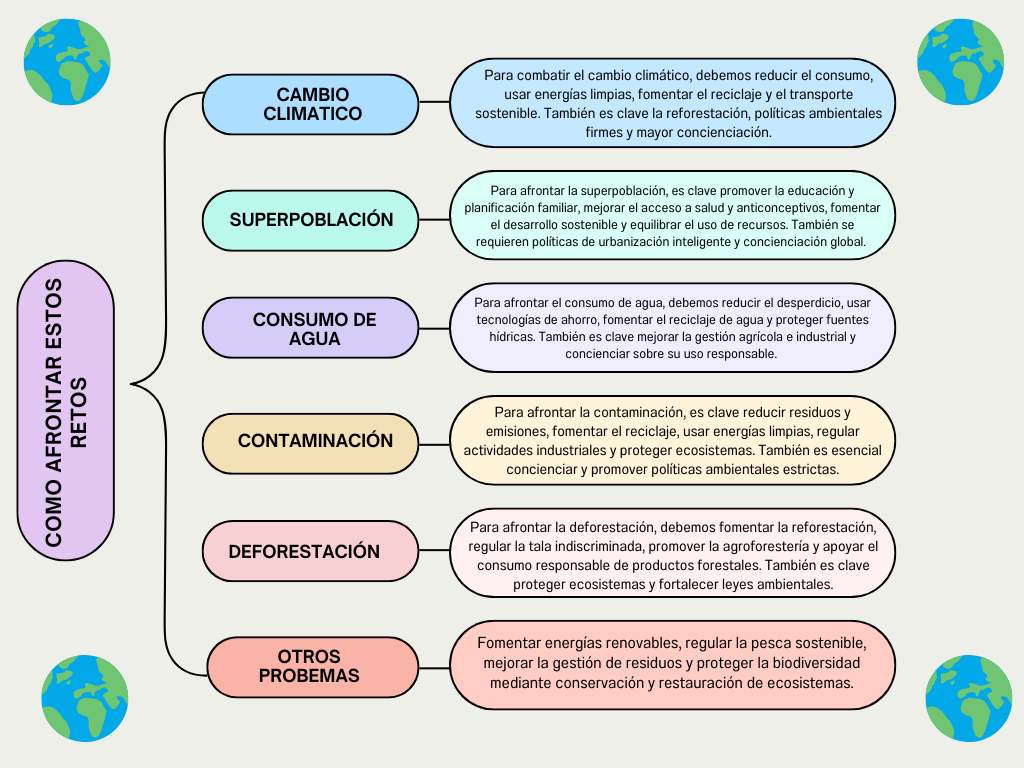 COMO AFRONTAR ESTOS
RETOS
CAMBIO
CLIMATICO
Para combatir el cambio climático, debemos reducir el consumo,
usar energías limpias, fomentar el reciclaje y el transporte
sostenible. También es clave la reforestación, políticas ambientales
firmes y mayor concienciación.
SUPERPOBLACIÓN
Para afrontar la superpoblación, es clave promover la educación y
planificación familiar, mejorar el acceso a salud y anticonceptivos, fomentar
el desarrollo sostenible y equilibrar el uso de recursos. También se
requieren políticas de urbanización inteligente y concienciación global.
CONSUMO DE
AGUA
Para afrontar el consumo de agua, debemos reducir el desperdicio, usar
tecnologías de ahorro, fomentar el reciclaje de agua y proteger fuentes
hídricas. También es clave mejorar la gestión agrícola e industrial y
concienciar sobre su uso responsable.
CONTAMINACIÓN
Para afrontar la contaminación, es clave reducir residuos y
emisiones, fomentar el reciclaje, usar energías limpias, regular
actividades industriales y proteger ecosistemas. También es esencial
concienciar y promover políticas ambientales estrictas.
DEFORESTACIÓN
Para afrontar la deforestación, debemos fomentar la reforestación,
regular la tala indiscriminada, promover la agroforestería y apoyar el
consumo responsable de productos forestales. También es clave
proteger ecosistemas y fortalecer leyes ambientales.
OTROS
PROBEMAS
Fomentar energías renovables, regular la pesca sostenible,
mejorar la gestión de residuos y proteger la biodiversidad
mediante conservación y restauración de ecosistemas.